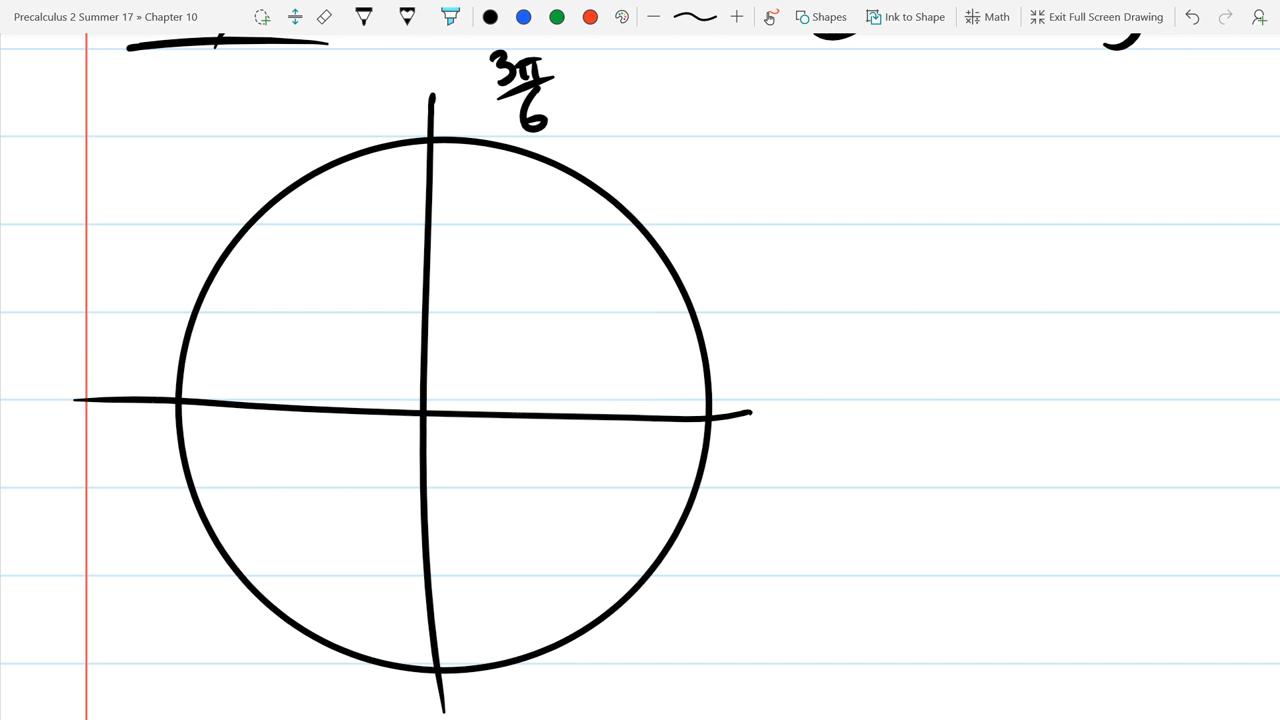 Precalculus 2 Summer 17 » Chapter 10
Shapes
Ink to Shape
Math
Exit Full Screen Drawing
3π
6